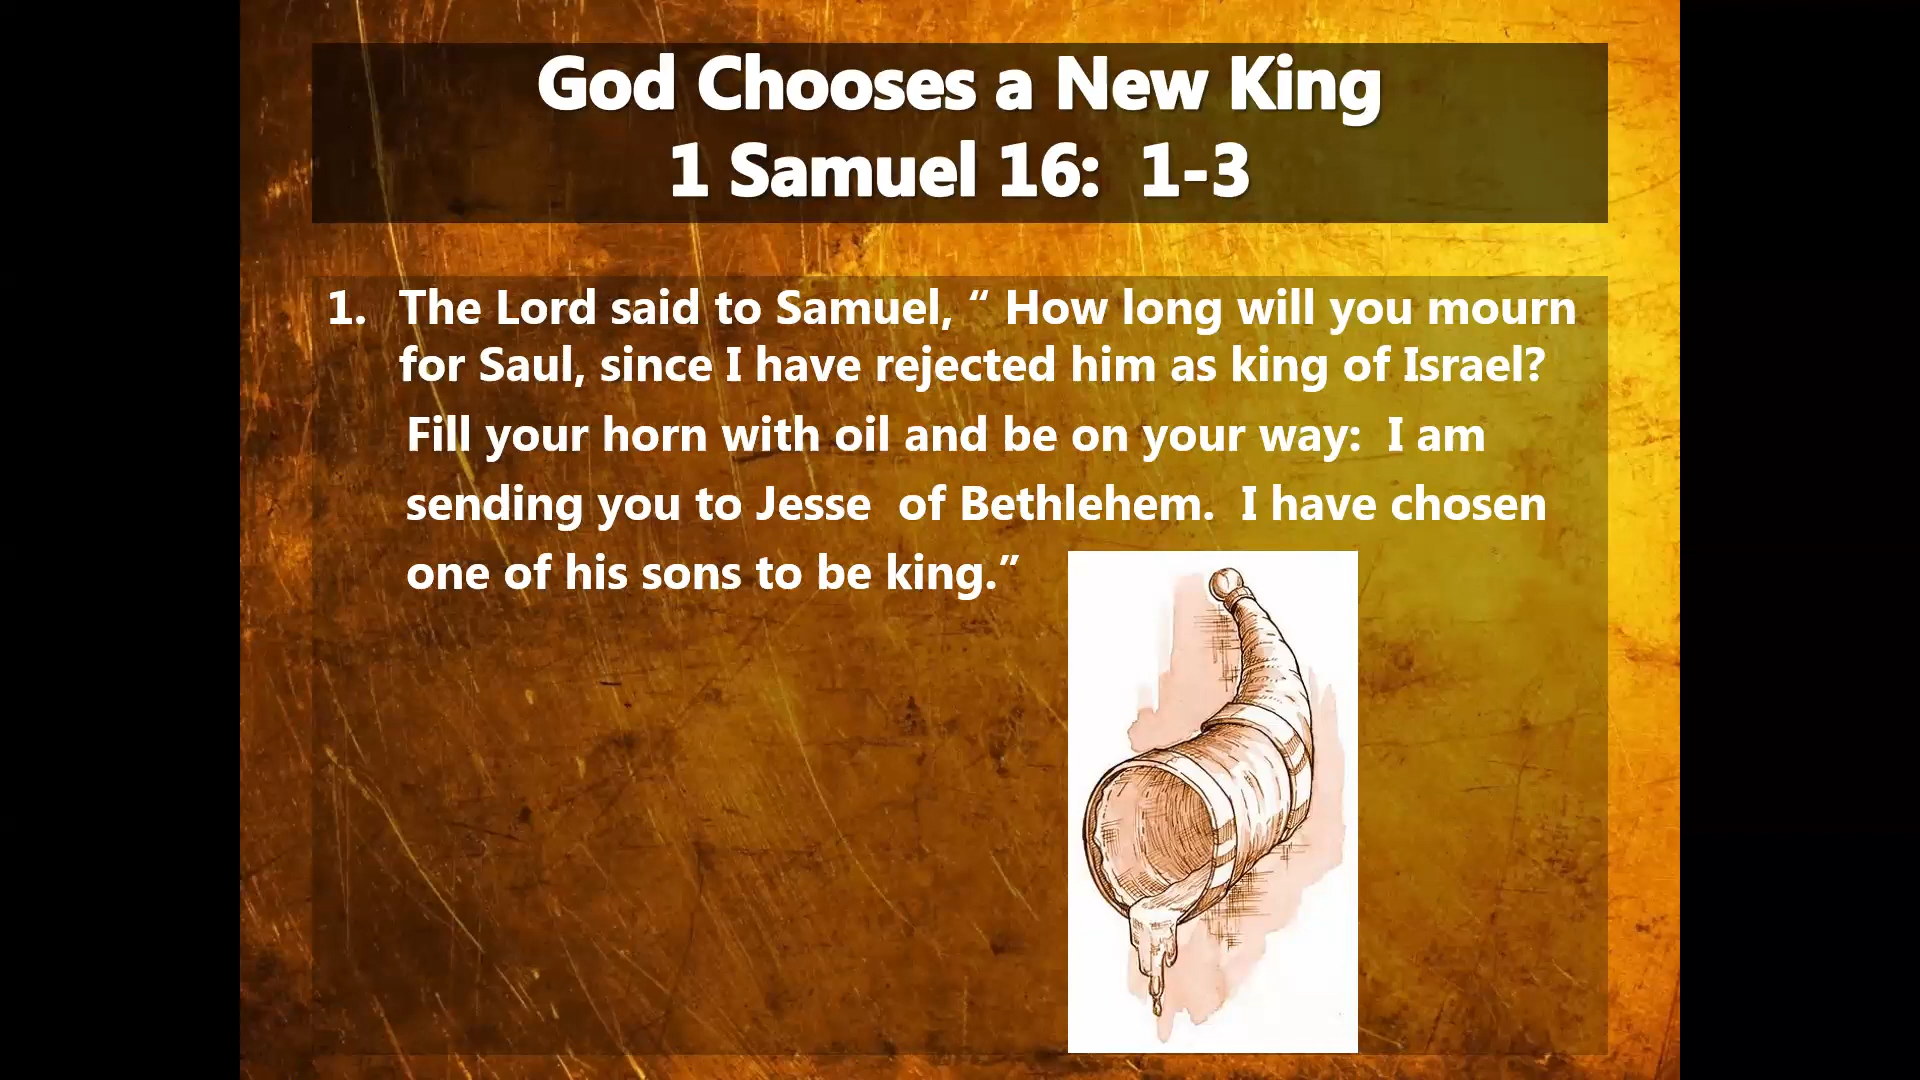 God Chooses a New King
1 Samuel 16:  1-3
1. The Lord said to Samuel, “ How long will you mourn
for Saul, since I have rejected him as king of Israel?
Fill your horn with oil and be on your way:  I am
sending you to Jesse  of Bethlehem.  I have chosen
one of his sons to be king.”